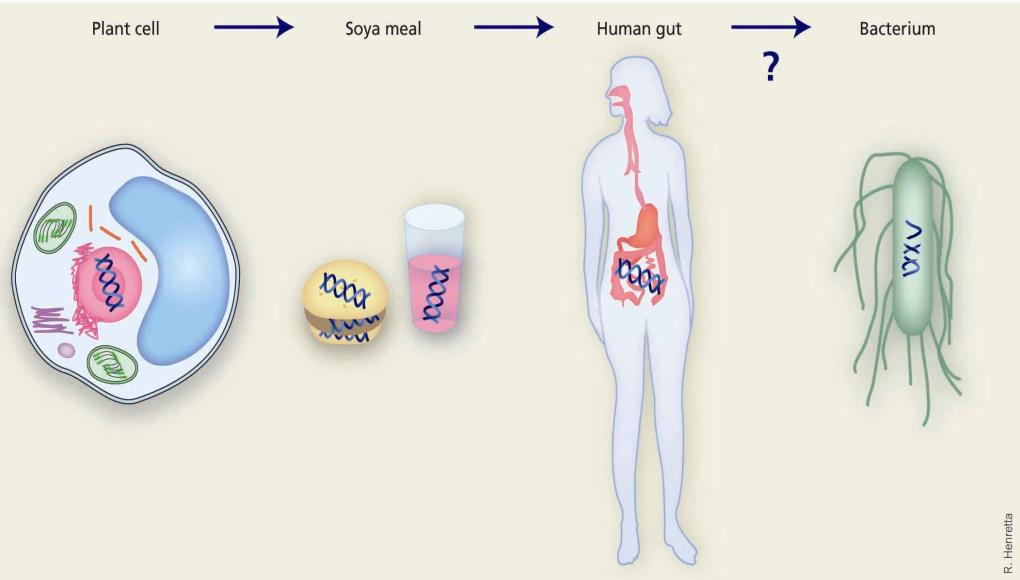 Plant cell
Soya meal
Human gut
Bacterium
?
R. Henretta